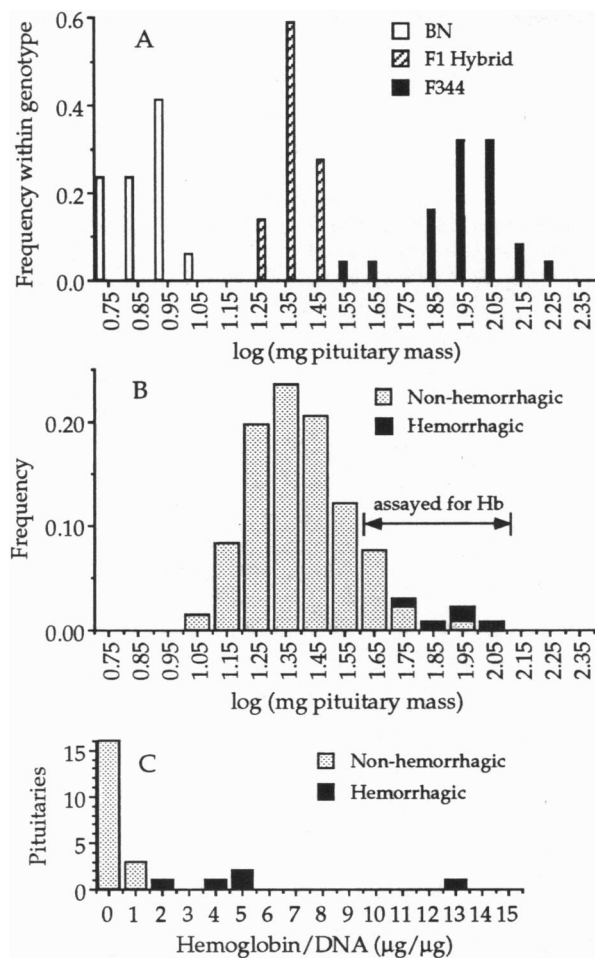 A
BN
F1 Hybrid
F344
Frequency within genotype
0.6
0.4
0.2
0.0
0.75 0.85 0.95 1.05 1.15 1.25 1.35 1.45 1.55 1.65 1.75 1.85 1.95 2.05 2.15 2.25 2.35
log (mg pituitary mass)
B
Non-hemorrhagic
Hemorrhagic
assayed for Hb
Frequency
0.20
0.10
0.00
0.75 0.85 0.95 1.05 1.15 1.25 1.35 1.45 1.55 1.65 1.75 1.85 1.95 2.05 2.15 2.25 2.35
log (mg pituitary mass)
C
Non-hemorrhagic
Hemorrhagic
Pituitaries
15
10
5
0
0 1 2 3 4 5 6 7 8 9 10 11 12 13 14 15
Hemoglobin/DNA (μg/μg)